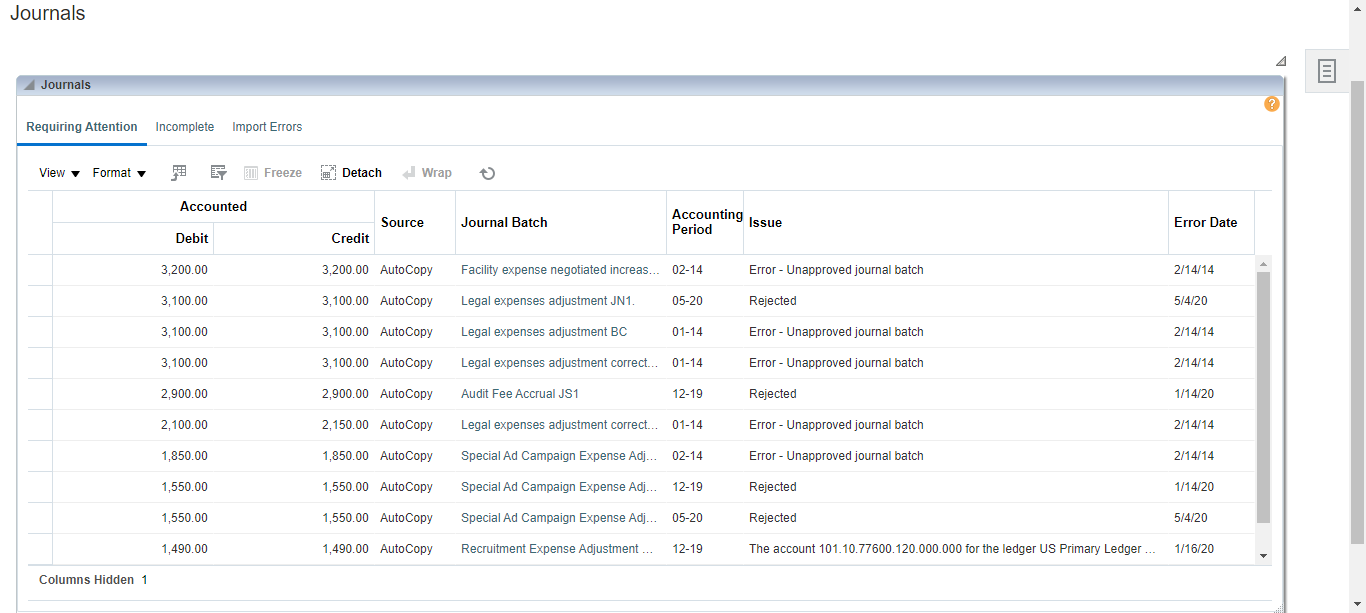 Journals
Journals
?
Requiring Attention Incomplete Import Errors
View Format Freeze Detach Wrap
Accounted
Debit Credit Source Journal Batch Accounting Period Issue Error Date
3,200.00 3,200.00 AutoCopy Facility expense negotiated increas... 02-14 Error - Unapproved journal batch 2/14/14
3,100.00 3,100.00 AutoCopy Legal expenses adjustment JN1. 05-20 Rejected 5/4/20
3,100.00 3,100.00 AutoCopy Legal expenses adjustment BC 01-14 Error - Unapproved journal batch 2/14/14
3,100.00 3,100.00 AutoCopy Legal expenses adjustment correct... 01-14 Error - Unapproved journal batch 2/14/14
2,900.00 2,900.00 AutoCopy Audit Fee Accrual JS1 12-19 Rejected 1/14/20
2,100.00 2,150.00 AutoCopy Legal expenses adjustment correct... 01-14 Error - Unapproved journal batch 2/14/14
1,850.00 1,850.00 AutoCopy Special Ad Campaign Expense Adj... 02-14 Error - Unapproved journal batch 2/14/14
1,550.00 1,550.00 AutoCopy Special Ad Campaign Expense Adj... 12-19 Rejected 1/14/20
1,550.00 1,550.00 AutoCopy Special Ad Campaign Expense Adj... 05-20 Rejected 5/4/20
1,490.00 1,490.00 AutoCopy Recruitment Expense Adjustment ... 12-19 The account 101.10.77600.120.000.000 for the ledger US Primary Ledger ... 1/16/20
Columns Hidden 1